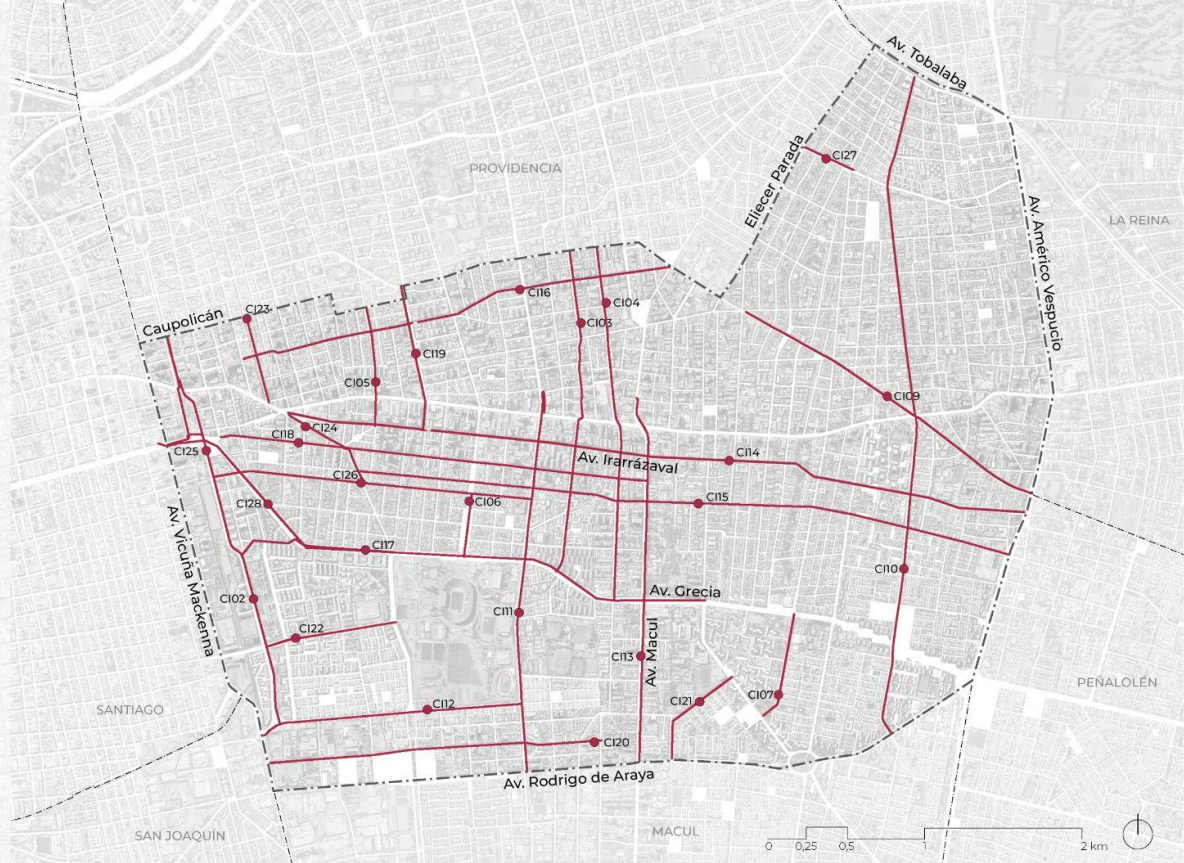 Av. Tobalaba
CI27
Eliecer Parada
PROVIDENCIA
LA REINA
Av. Américo Vespucio
CI16
CI04
CI23
Caupolicán
CI03
CI19
CI05
CI09
CI24
CI18
CI25
Av. Irarrázaval
CI14
CI26
CI15
CI06
CI28
Av. Vicuña Mackenna
CI17
CI10
CI02
Av. Grecia
CI11
CI22
CI13
Av. Macul
PEÑALOLÉN
CI07
CI21
SANTIAGO
CI12
CI20
Av. Rodrigo de Araya
SAN JOAQUÍN
MACUL
0 0,25 0,5 1 2 km